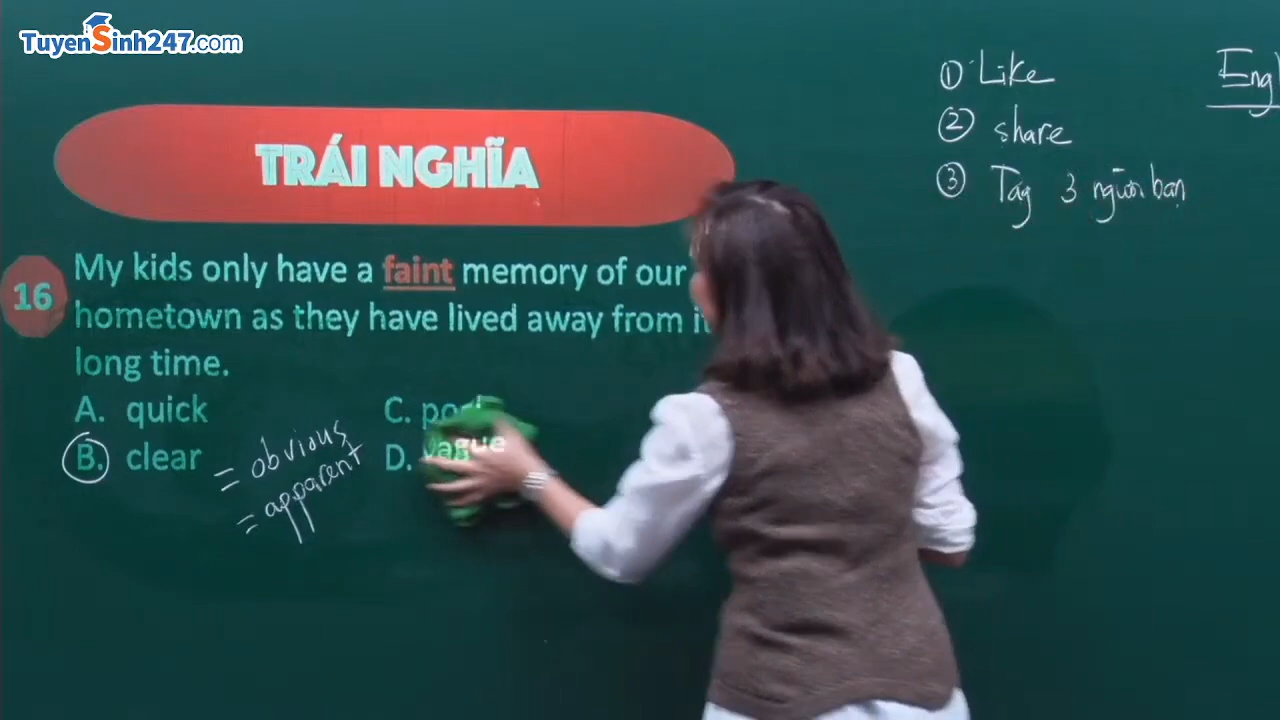 TuyenSinh247.com
① Like
② share
③ Tag 3 người bạn
TRÁI NGHĨA
16
My kids only have a faint memory of our
hometown as they have lived away from it
long time.
A. quick
B. clear
= obvious
= apparent
C.
D. vague